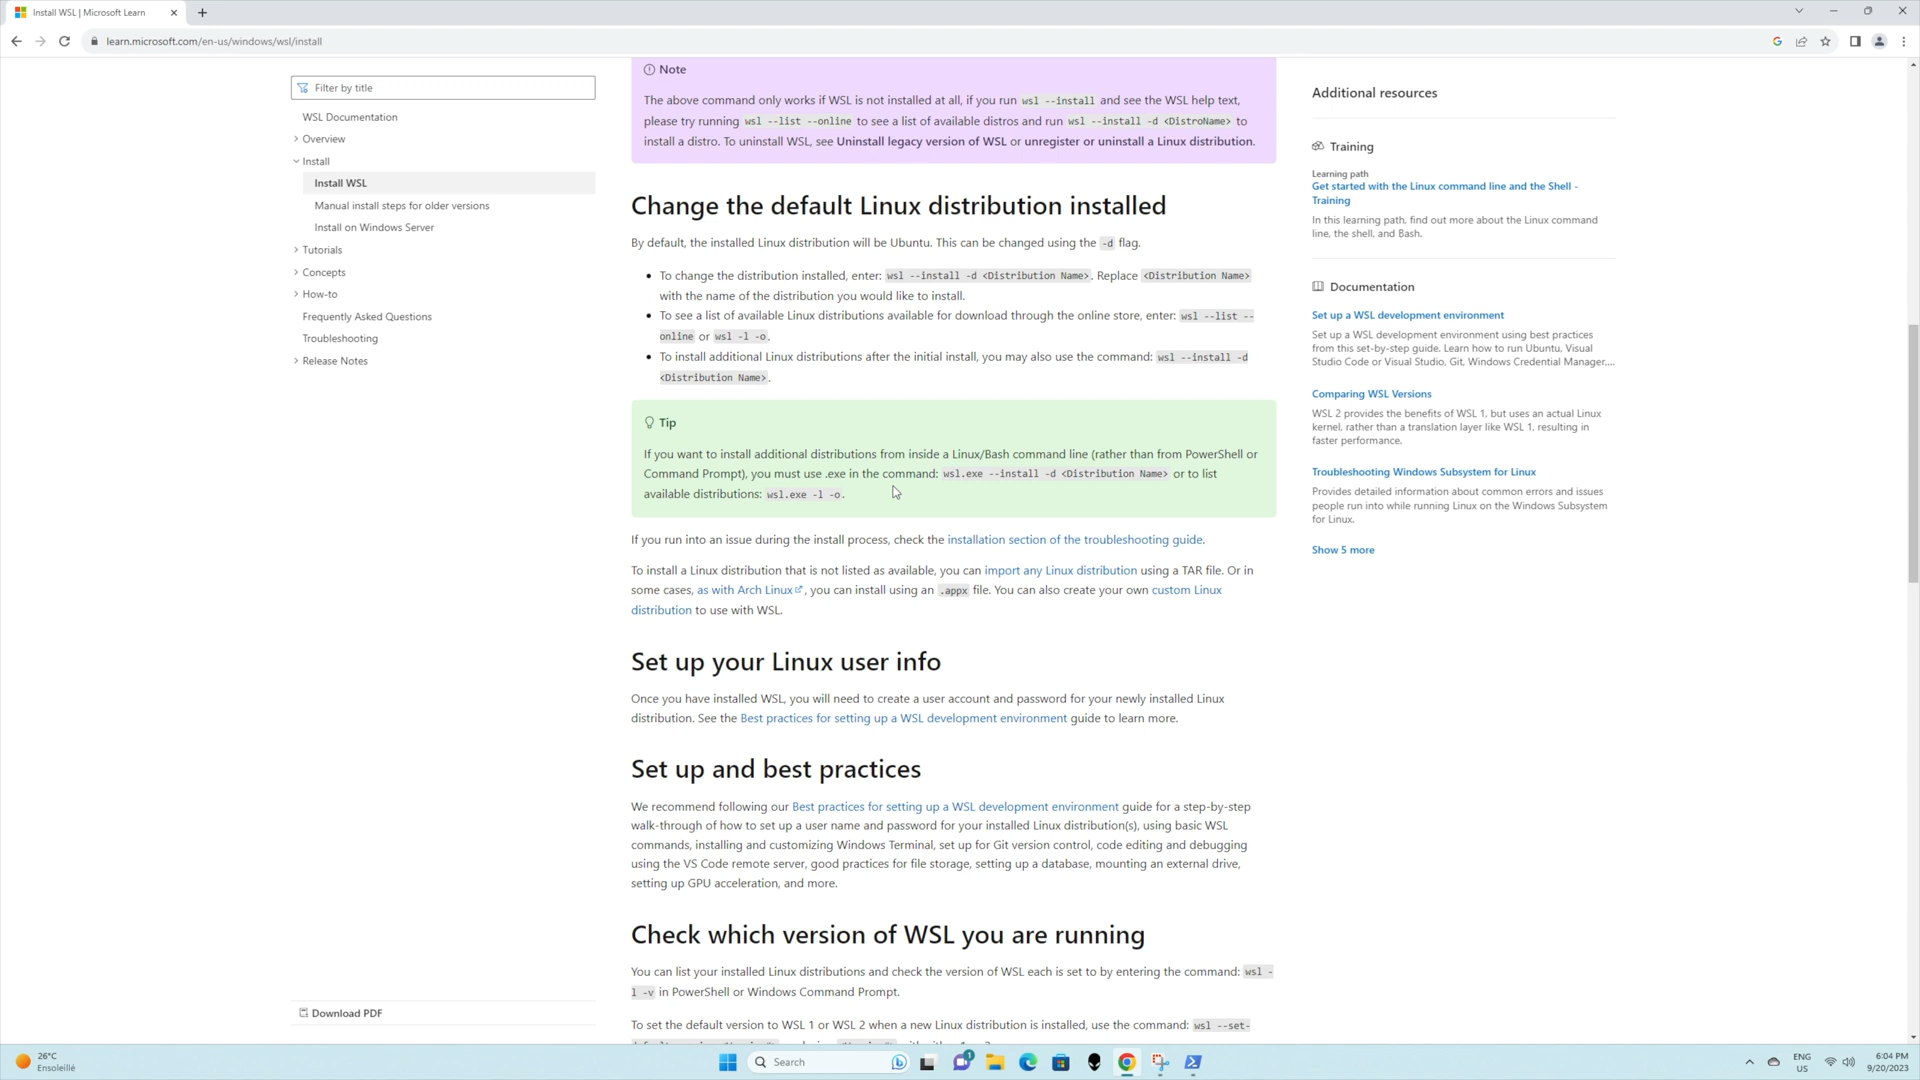 Install WSL | Microsoft Learn
learn.microsoft.com/en-us/windows/wsl/install
Filter by title
WSL Documentation
Overview
Install
Install WSL
Manual install steps for older versions
Install on Windows Server
Tutorials
Concepts
How-to
Frequently Asked Questions
Troubleshooting
Release Notes
Download PDF
Note
The above command only works if WSL is not installed at all, if you run wsl --install and see the WSL help text,
please try running wsl --list --online to see a list of available distros and run wsl --install -d <DistroName> to
install a distro. To uninstall WSL, see Uninstall legacy version of WSL or unregister or uninstall a Linux distribution.
Change the default Linux distribution installed
By default, the installed Linux distribution will be Ubuntu. This can be changed using the -d flag.
• To change the distribution installed, enter: wsl --install -d <Distribution Name>. Replace <Distribution Name>
with the name of the distribution you would like to install.
• To see a list of available Linux distributions available for download through the online store, enter: wsl --list --
online or wsl -l -o.
• To install additional Linux distributions after the initial install, you may also use the command: wsl --install -d
<Distribution Name>.
Tip
If you want to install additional distributions from inside a Linux/Bash command line (rather than from PowerShell or
Command Prompt), you must use .exe in the command: wsl.exe --install -d <Distribution Name> or to list
available distributions: wsl.exe -l -o.
If you run into an issue during the install process, check the installation section of the troubleshooting guide.
To install a Linux distribution that is not listed as available, you can import any Linux distribution using a TAR file. Or in
some cases, as with Arch Linux, you can install using an .appx file. You can also create your own custom Linux
distribution to use with WSL.
Set up your Linux user info
Once you have installed WSL, you will need to create a user account and password for your newly installed Linux
distribution. See the Best practices for setting up a WSL development environment guide to learn more.
Set up and best practices
We recommend following our Best practices for setting up a WSL development environment guide for a step-by-step
walk-through of how to set up a user name and password for your installed Linux distribution(s), using basic WSL
commands, installing and customizing Windows Terminal, set up for Git version control, code editing and debugging
using the VS Code remote server, good practices for file storage, setting up a database, mounting an external drive,
setting up GPU acceleration, and more.
Check which version of WSL you are running
You can list your installed Linux distributions and check the version of WSL each is set to by entering the command: wsl -
l -v in PowerShell or Windows Command Prompt.
To set the default version to WSL 1 or WSL 2 when a new Linux distribution is installed, use the command: wsl --set-
Additional resources
Training
Learning path
Get started with the Linux command line and the Shell -
Training
In this learning path, find out more about the Linux command
line, the shell, and Bash.
Documentation
Set up a WSL development environment
Set up a WSL development environment using best practices
from this set-by-step guide. Learn how to run Ubuntu, Visual
Studio Code or Visual Studio, Git, Windows Credential Manager,...
Comparing WSL Versions
WSL 2 provides the benefits of WSL 1, but uses an actual Linux
kernel, rather than a translation layer like WSL 1, resulting in
faster performance.
Troubleshooting Windows Subsystem for Linux
Provides detailed information about common errors and issues
people run into while running Linux on the Windows Subsystem
for Linux.
Show 5 more
26°C
Ensoleillé
Search
1
ENG
US
6:04 PM
9/20/2023